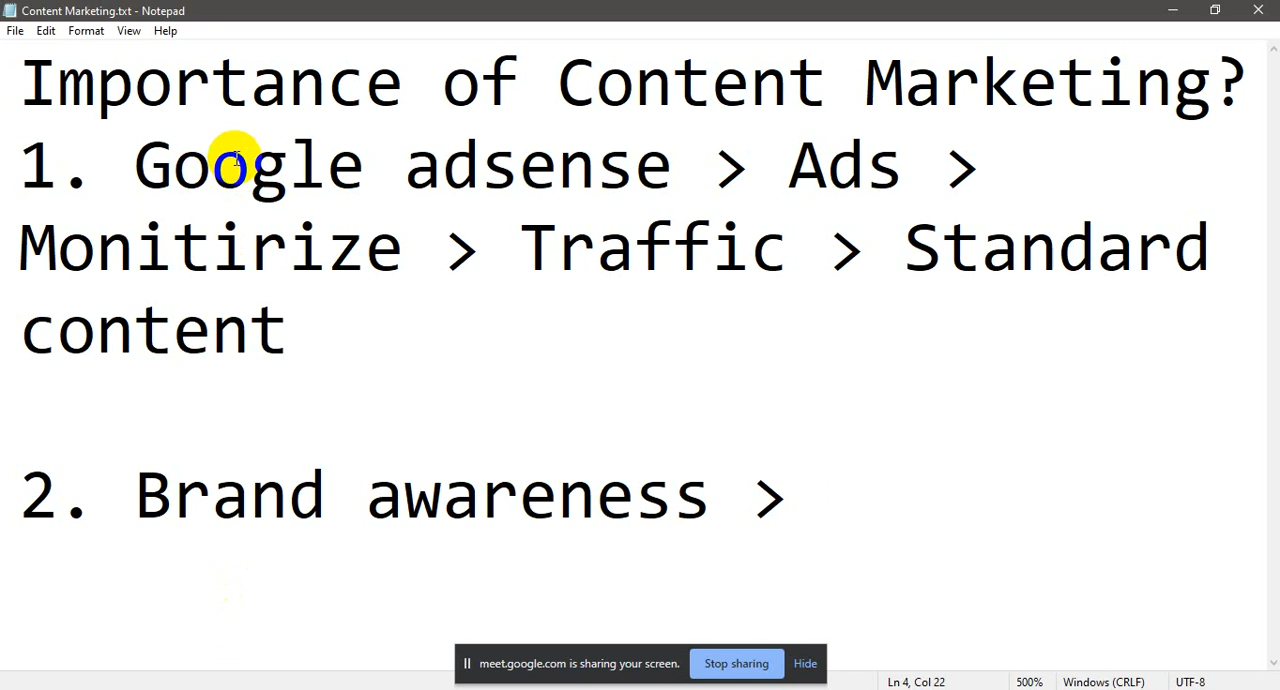 Content Marketing.txt - Notepad
File Edit Format View Help
Importance of Content Marketing?
1. Google adsense > Ads >
Monitirize > Traffic > Standard
content
2. Brand awareness >
meet.google.com is sharing your screen. Stop sharing Hide
Ln 4, Col 22 500% Windows (CRLF) UTF-8